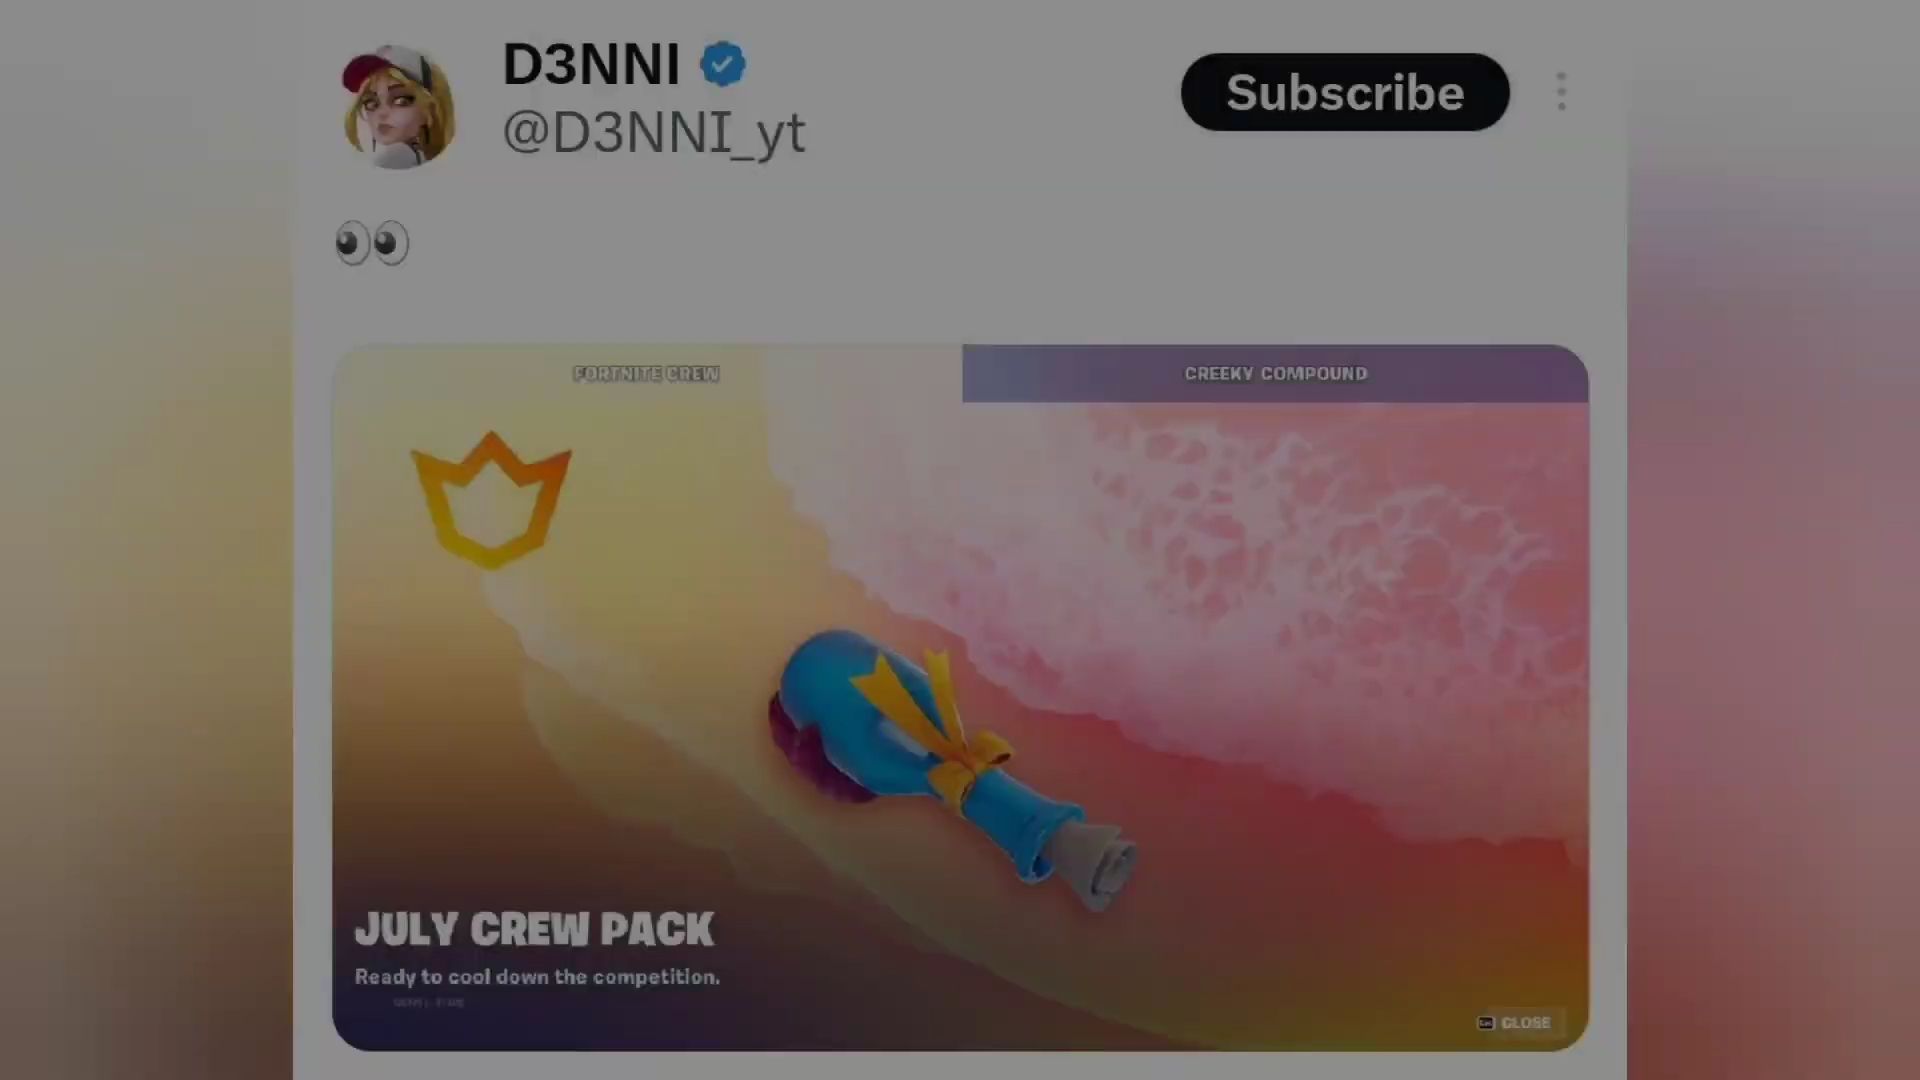 D3NNI
@D3NNI_yt
Subscribe
👀
FORTNITE CREW
CREEKY COMPOUND
JULY CREW PACK
Ready to cool down the competition.
CLOSE